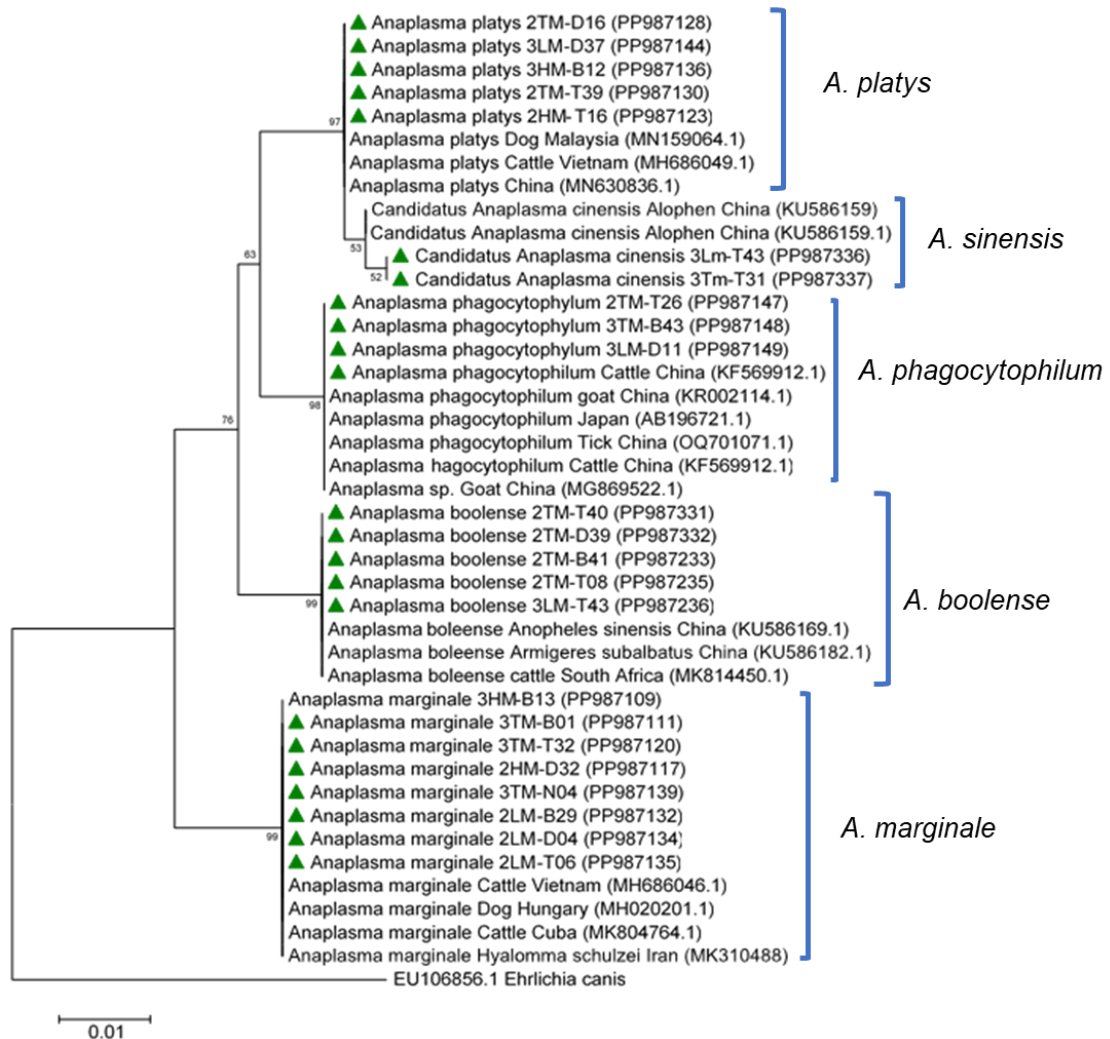 Anaplasma platys 2TM-D16 (PP987128)
Anaplasma platys 3LM-D37 (PP987144)
Anaplasma platys 3HM-B12 (PP987136)
Anaplasma platys 2TM-T39 (PP987130)
Anaplasma platys 2HM- T16 (PP987123)
Anaplasma platys Dog Malaysia (MN159064.1)
Anaplasma platys Cattle Vietnam (MH686049.1)
Anaplasma platys China (MN630836.1)
A. platys
97
Candidatus Anaplasma cinensis Alophen China (KU586159)
Candidatus Anaplasma cinensis Alophen China (KU586159.1)
Candidatus Anaplasma cinensis 3Lm-T43 (PP987336)
Candidatus Anaplasma cinensis 3Tm-T31 (PP987337)
A. sinensis
53
52
63
Anaplasma phagocytophylum 2TM-T26 (PP987147)
Anaplasma phagocytophylum 3TM-B43 (PP987148)
Anaplasma phagocytophylum 3LM-D11 (PP987149)
Anaplasma phagocytophilum Cattle China (KF569912.1)
Anaplasma phagocytophilum goat China (KR002114.1)
Anaplasma phagocytophilum Japan (AB196721.1)
Anaplasma phagocytophilum Tick China (OQ701071.1)
Anaplasma hagocytophilum Cattle China (KF569912.1)
Anaplasma sp. Goat China (MG869522.1)
A. phagocytophilum
98
76
Anaplasma boolense 2TM-T40 (PP987331)
Anaplasma boolense 2TM-D39 (PP987332)
Anaplasma boolense 2TM-B41 (PP987233)
Anaplasma boolense 2TM-T08 (PP987235)
Anaplasma boolense 3LM-T43 (PP987236)
Anaplasma boleense Anopheles sinensis China (KU586169.1)
Anaplasma boleense Armigeres subalbatus China (KU586182.1)
Anaplasma boleense cattle South Africa (MK814450.1)
A. boolense
99
Anaplasma marginale 3HM-B13 (PP987109)
Anaplasma marginale 3TM-B01 (PP987111)
Anaplasma marginale 3TM-T32 (PP987120)
Anaplasma marginale 2HM-D32 (PP987117)
Anaplasma marginale 3TM-N04 (PP987139)
Anaplasma marginale 2LM-B29 (PP987132)
Anaplasma marginale 2LM-D04 (PP987134)
Anaplasma marginale 2LM-T06 (PP987135)
Anaplasma marginale Cattle Vietnam (MH686046.1)
Anaplasma marginale Dog Hungary (MH020201.1)
Anaplasma marginale Cattle Cuba (MK804764.1)
Anaplasma marginale Hyalomma schulzei Iran (MK310488)
A. marginale
99
EU106856.1 Ehrlichia canis
0.01